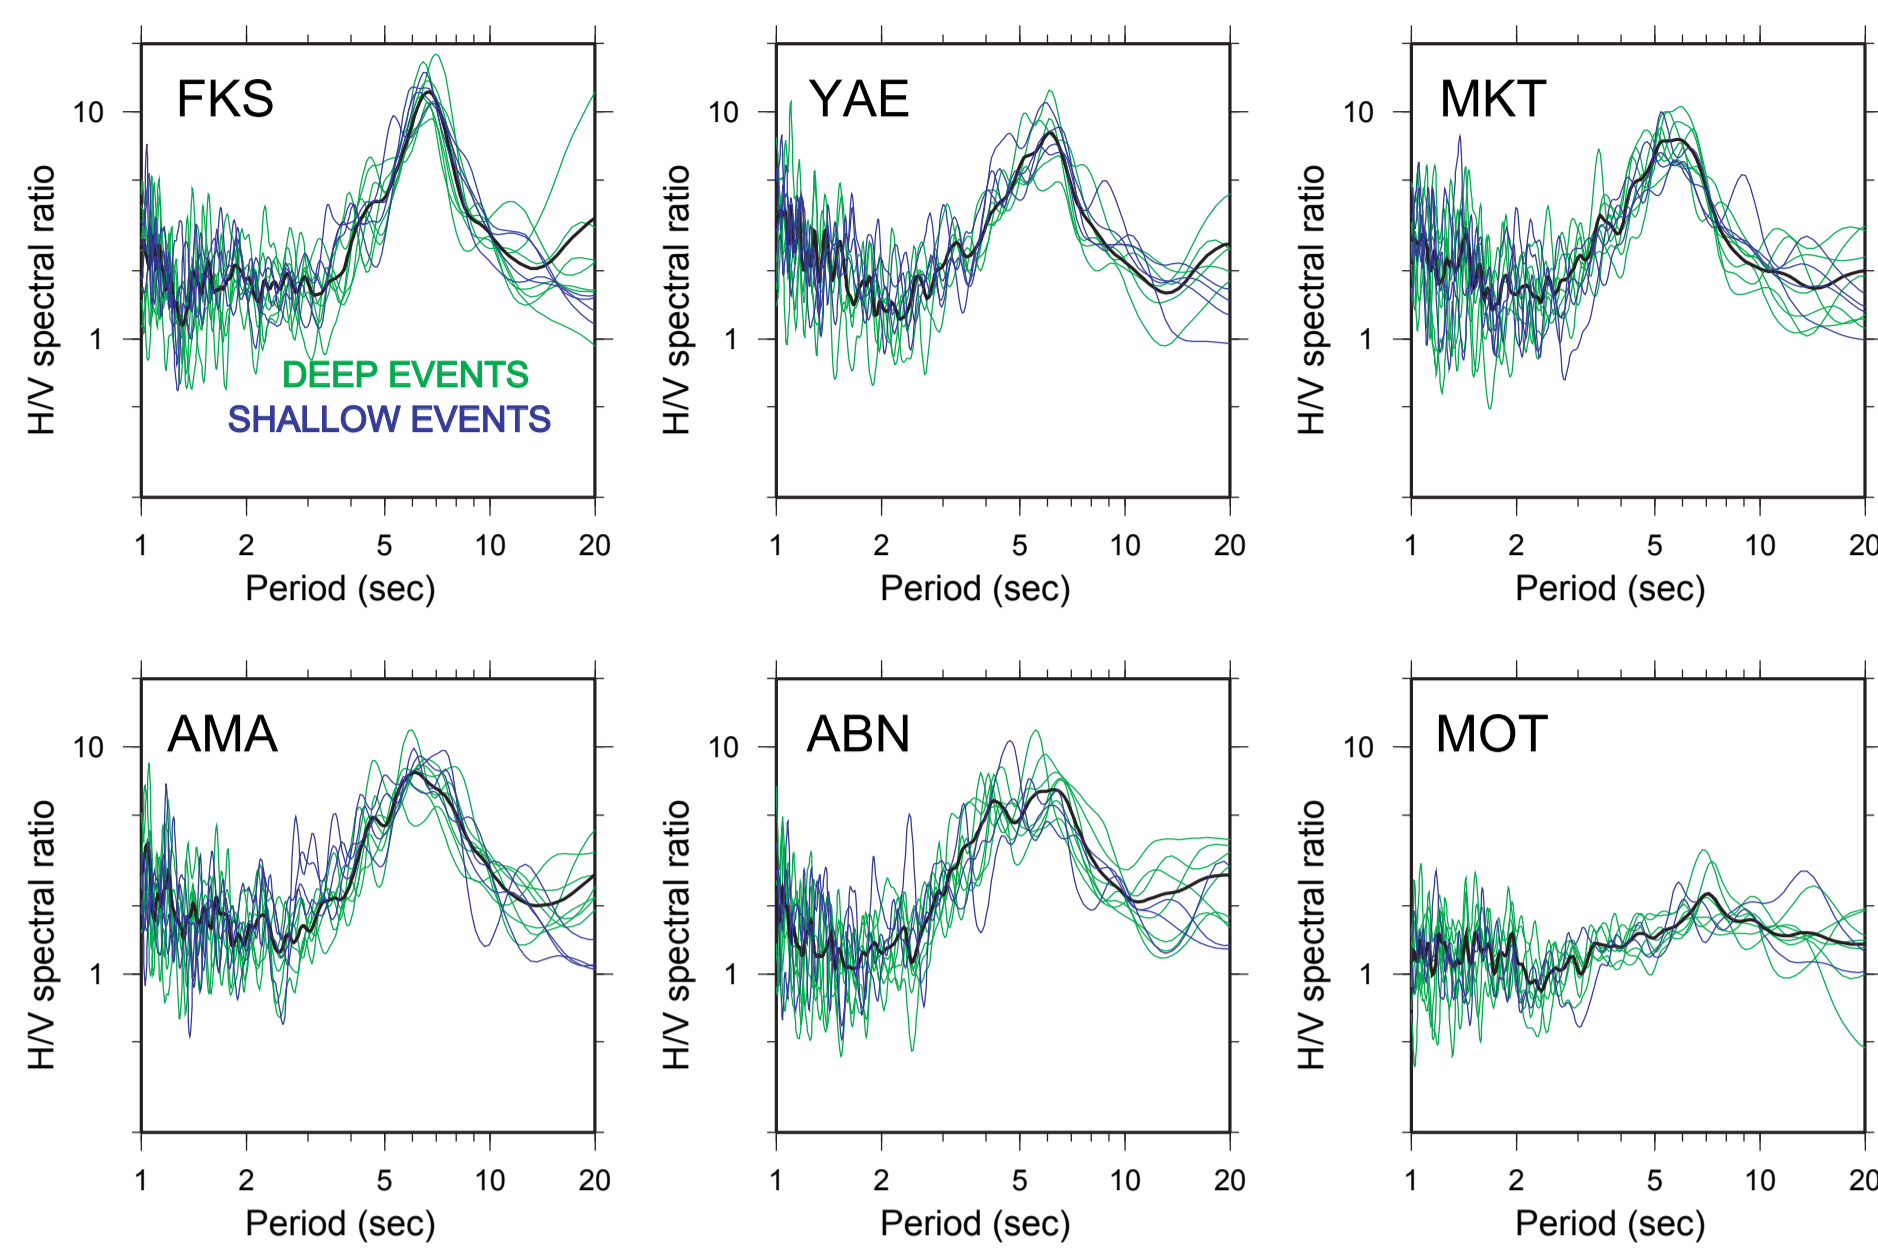 FKS
10
1
H/V spectral ratio
DEEP EVENTS
SHALLOW EVENTS
1 2 5 10 20
Period (sec)
YAE
10
1
H/V spectral ratio
1 2 5 10 20
Period (sec)
MKT
10
1
H/V spectral ratio
1 2 5 10 20
Period (sec)
AMA
10
1
H/V spectral ratio
1 2 5 10 20
Period (sec)
ABN
10
1
H/V spectral ratio
1 2 5 10 20
Period (sec)
MOT
10
1
H/V spectral ratio
1 2 5 10 20
Period (sec)